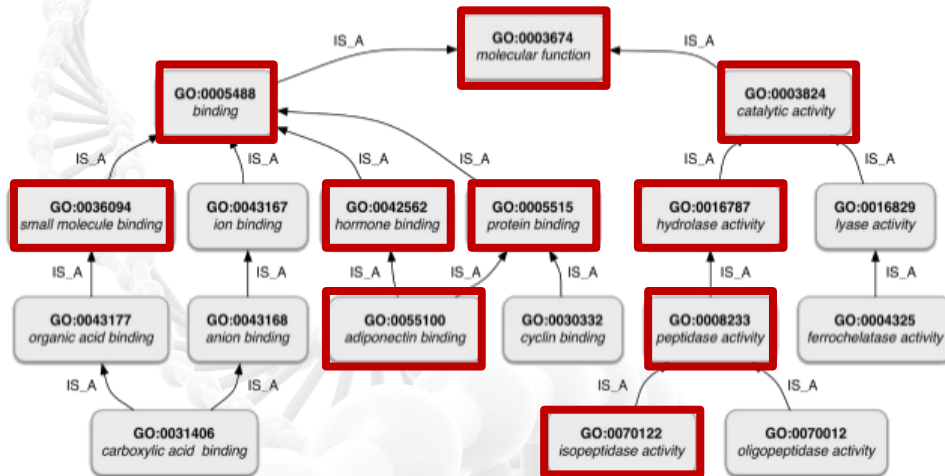 IS_A
GO:0003674
molecular function
IS_A
GO:0005488
binding
GO:0003824
catalytic activity
IS_A
IS_A
IS_A
IS_A
IS_A
IS_A
GO:0036094
small molecule binding
GO:0043167
ion binding
GO:0042562
hormone binding
GO:0005515
protein binding
GO:0016787
hydrolase activity
GO:0016829
lyase activity
IS_A
IS_A
IS_A
IS_A
IS_A
IS_A
IS_A
GO:0043177
organic acid binding
GO:0043168
anion binding
GO:0055100
adiponectin binding
GO:0030332
cyclin binding
GO:0008233
peptidase activity
GO:0004325
ferrochelatase activity
IS_A
IS_A
IS_A
IS_A
GO:0031406
carboxylic acid binding
GO:0070122
isopeptidase activity
GO:0070012
oligopeptidase activity